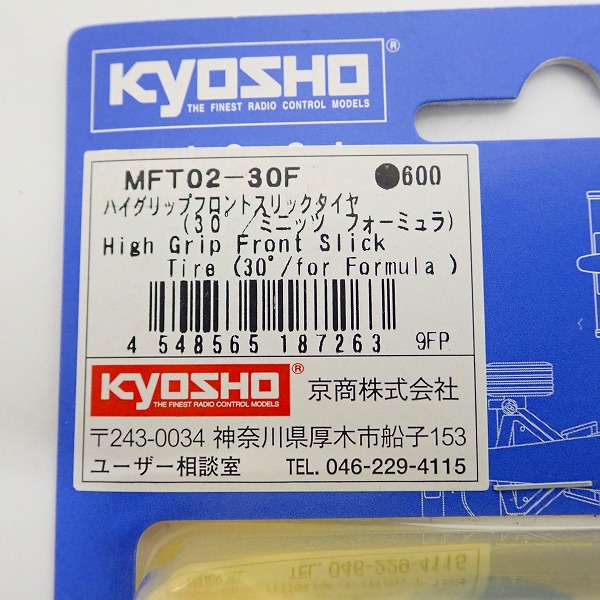 KYOSHO®
THE FINEST RADIO CONTROL MODELS
MFT02-30F ●600
ハイグリップフロントスリックタイヤ
(30°/ミニッツ フォーミュラ)
High Grip Front Slick
Tire (30°/for Formula )
4 548565 187263 9FP
KYOSHO® 京商株式会社
THE FINEST RADIO CONTROL MODELS
〒243-0034 神奈川県厚木市船子153
ユーザー相談室 TEL. 046-229-4115